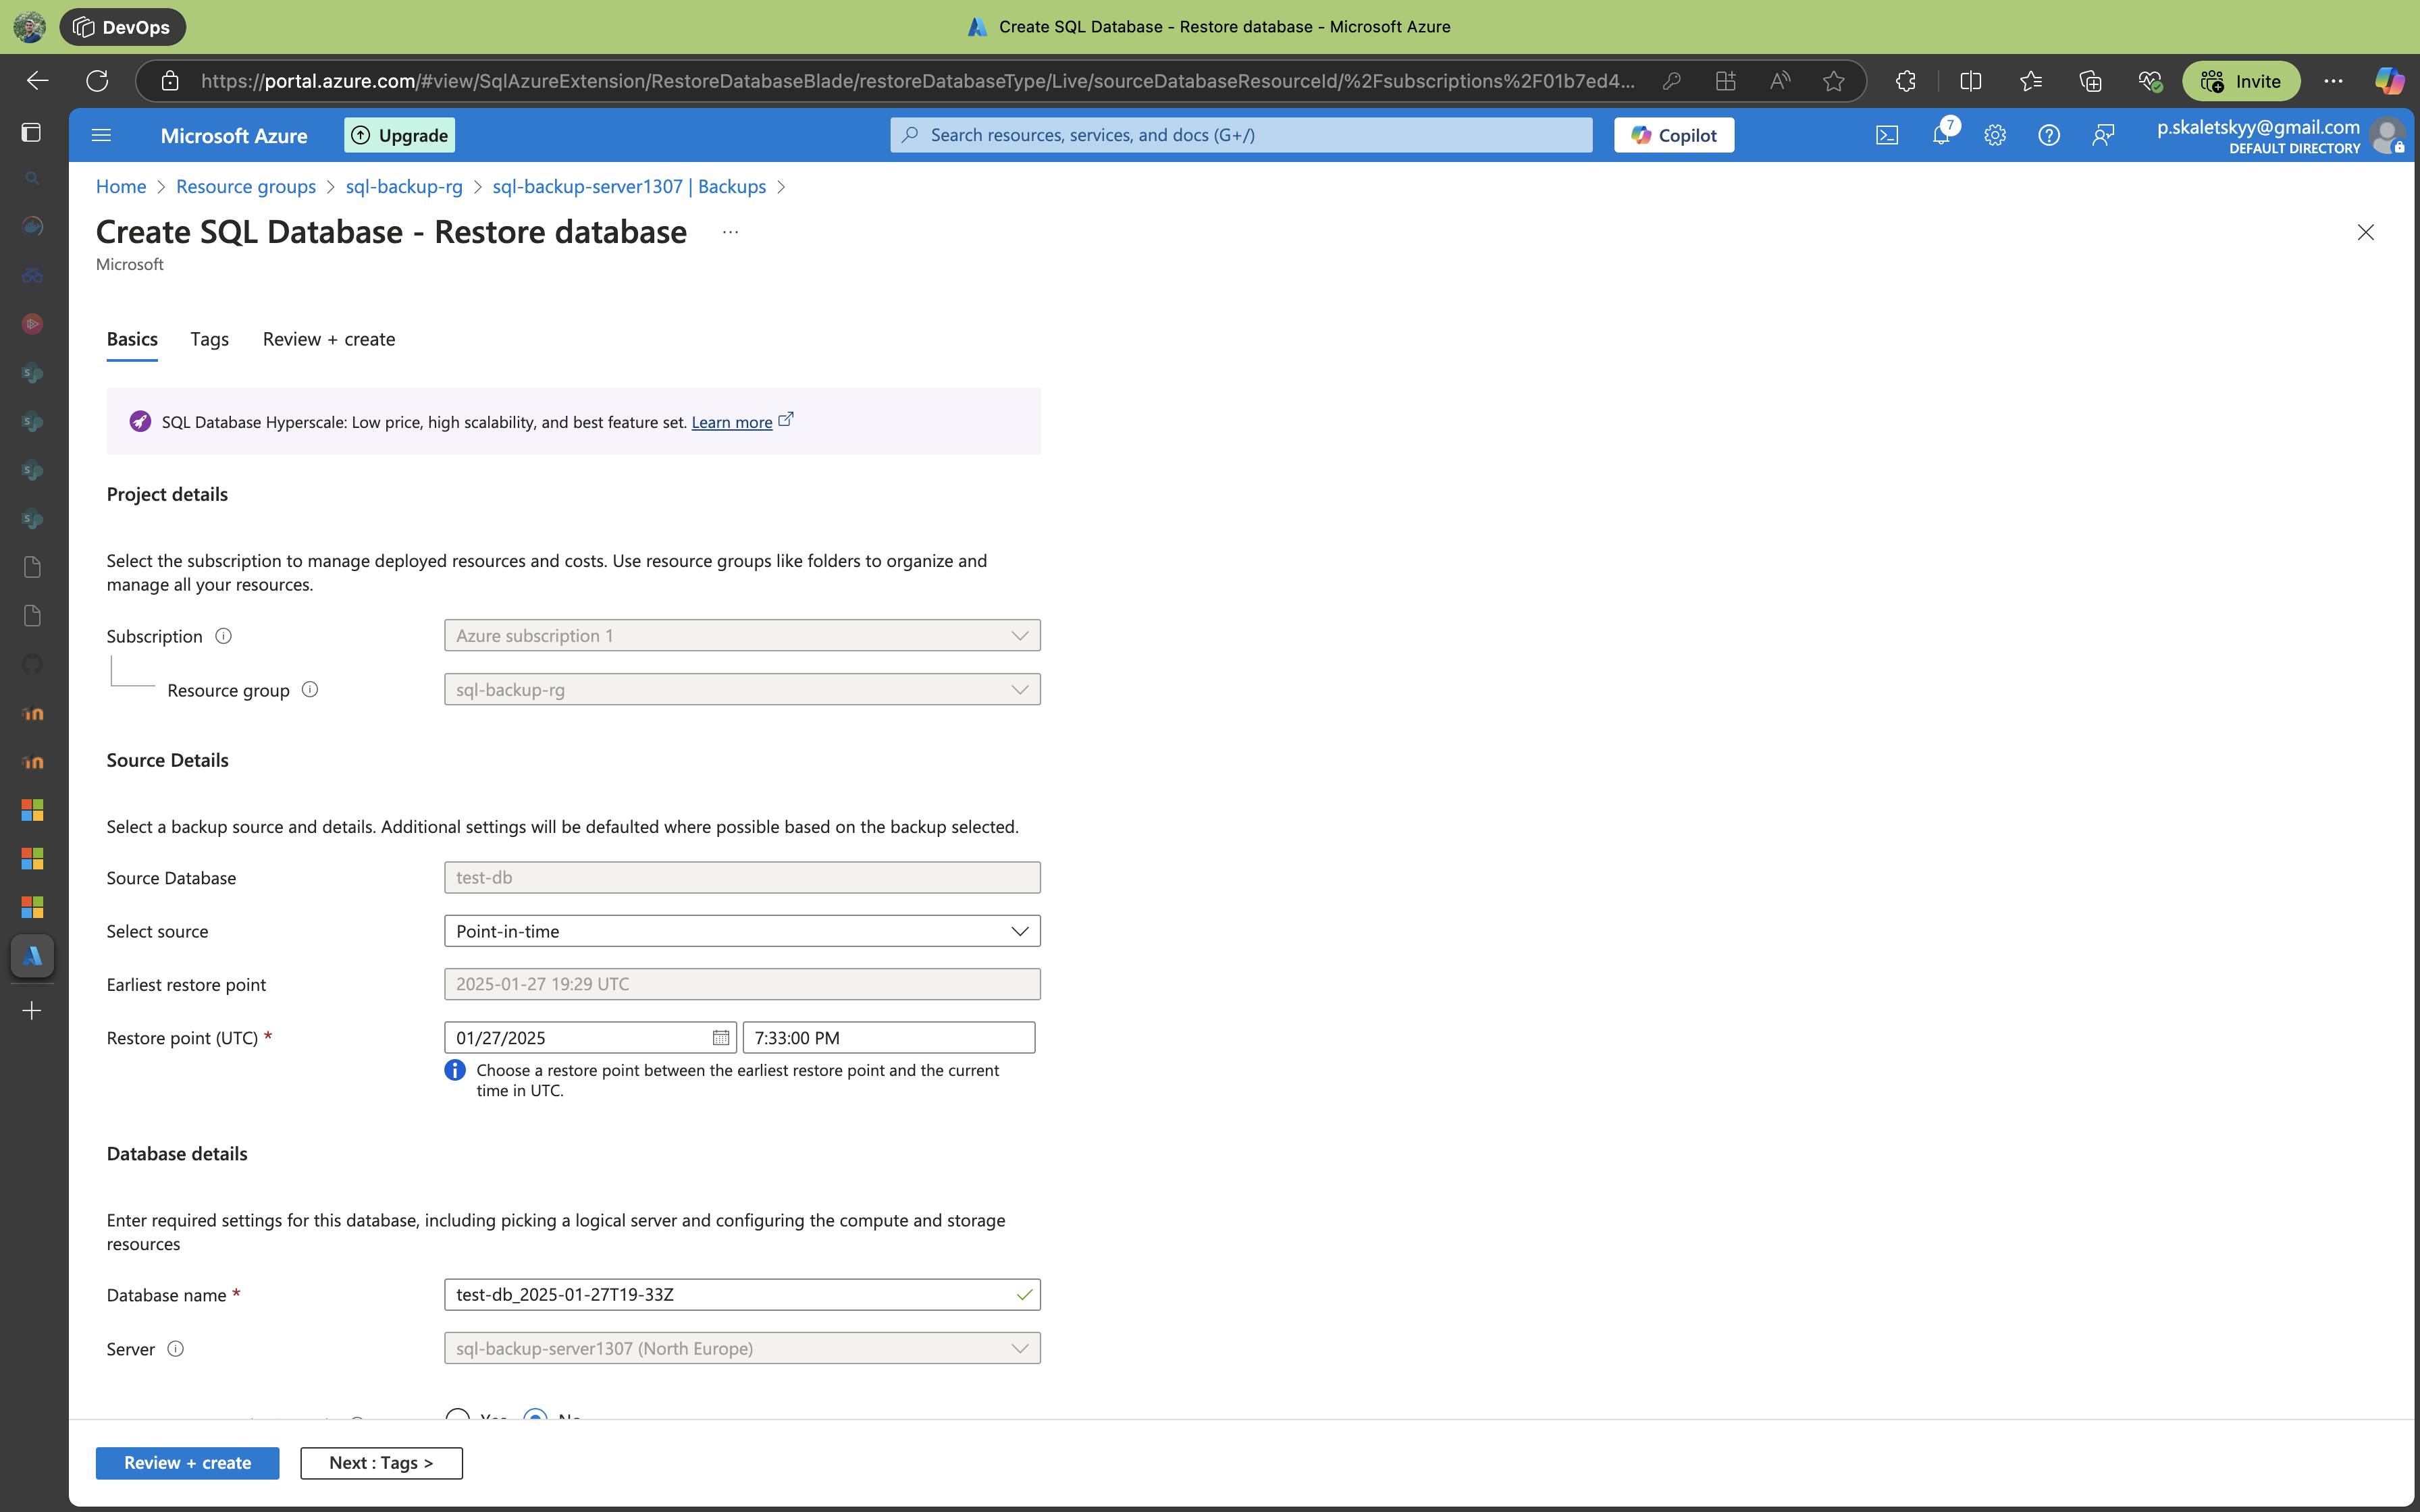 DevOps
Create SQL Database - Restore database - Microsoft Azure
https://portal.azure.com/#view/SqlAzureExtension/RestoreDatabaseBlade/restoreDatabaseType/Live/sourceDatabaseResourceId/%2Fsubscriptions%2F01b7ed4...
Invite
Microsoft Azure
Upgrade
Search resources, services, and docs (G+/)
Copilot
7
p.skaletskyy@gmail.com
DEFAULT DIRECTORY
Home > Resource groups > sql-backup-rg > sql-backup-server1307 | Backups >
Create SQL Database - Restore database ...
Microsoft
Basics Tags Review + create
SQL Database Hyperscale: Low price, high scalability, and best feature set. Learn more
Project details
Select the subscription to manage deployed resources and costs. Use resource groups like folders to organize and
manage all your resources.
Subscription
Azure subscription 1
Resource group
sql-backup-rg
Source Details
Select a backup source and details. Additional settings will be defaulted where possible based on the backup selected.
Source Database
test-db
Select source
Point-in-time
Earliest restore point
2025-01-27 19:29 UTC
Restore point (UTC) *
01/27/2025
7:33:00 PM
Choose a restore point between the earliest restore point and the current
time in UTC.
Database details
Enter required settings for this database, including picking a logical server and configuring the compute and storage
resources
Database name *
test-db_2025-01-27T19-33Z
Server
sql-backup-server1307 (North Europe)
Yes No
Review + create
Next : Tags >